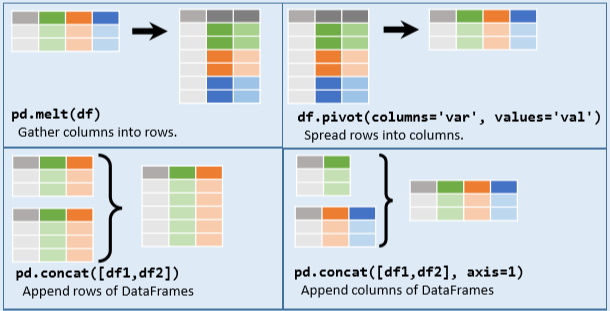 pd.melt(df)
Gather columns into rows.
df.pivot(columns='var', values='val')
Spread rows into columns.
pd.concat([df1,df2])
Append rows of DataFrames
pd.concat([df1,df2], axis=1)
Append columns of DataFrames